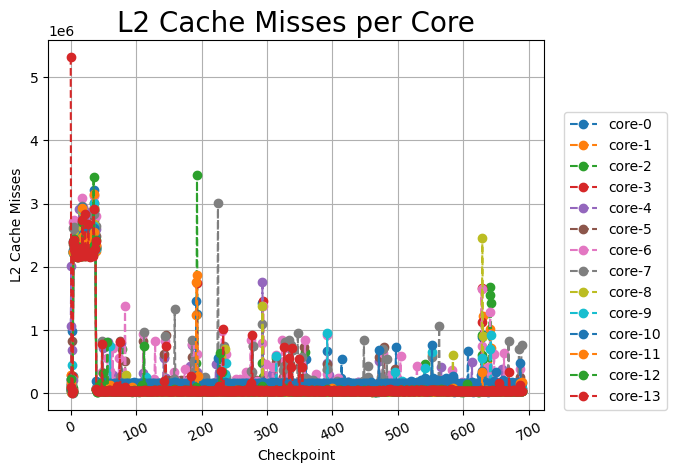 L2 Cache Misses per Core
1e6
5
4
3
2
1
0
L2 Cache Misses
0
100
200
300
400
500
600
700
Checkpoint
core-0
core-1
core-2
core-3
core-4
core-5
core-6
core-7
core-8
core-9
core-10
core-11
core-12
core-13